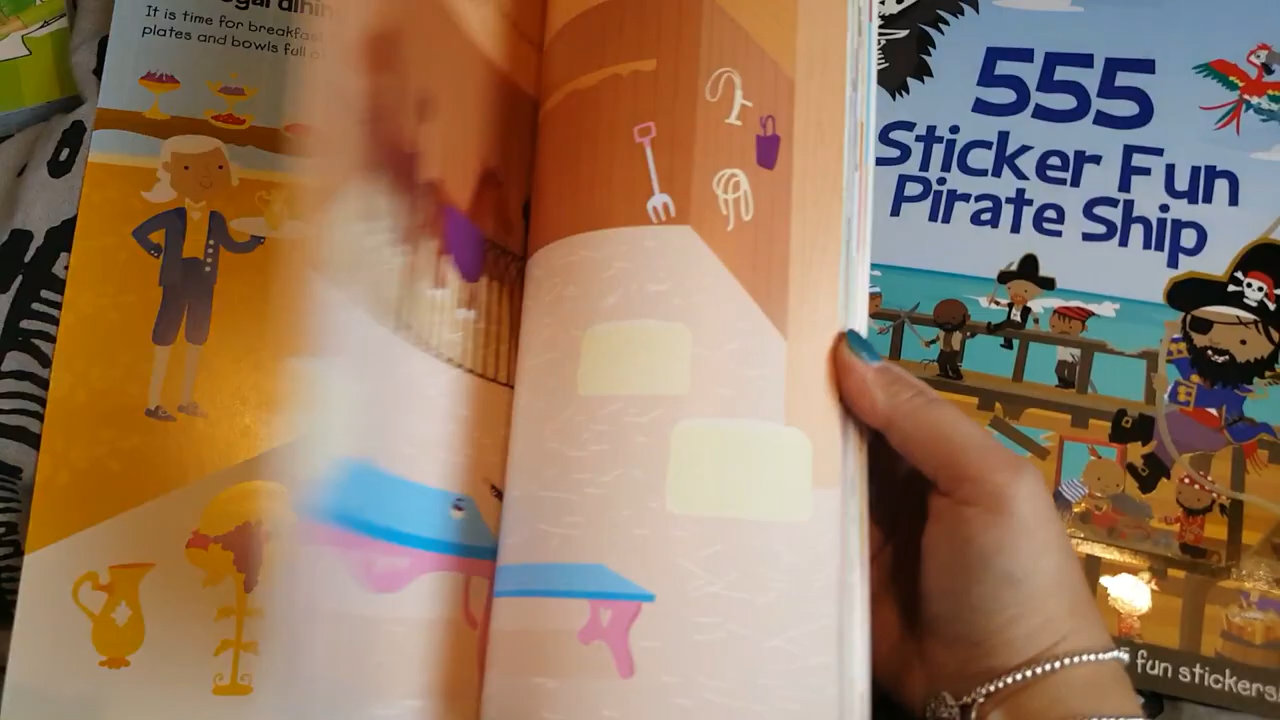 It is time for breakfast
plates and bowls full
555
Sticker Fun
Pirate Ship
fun stickers